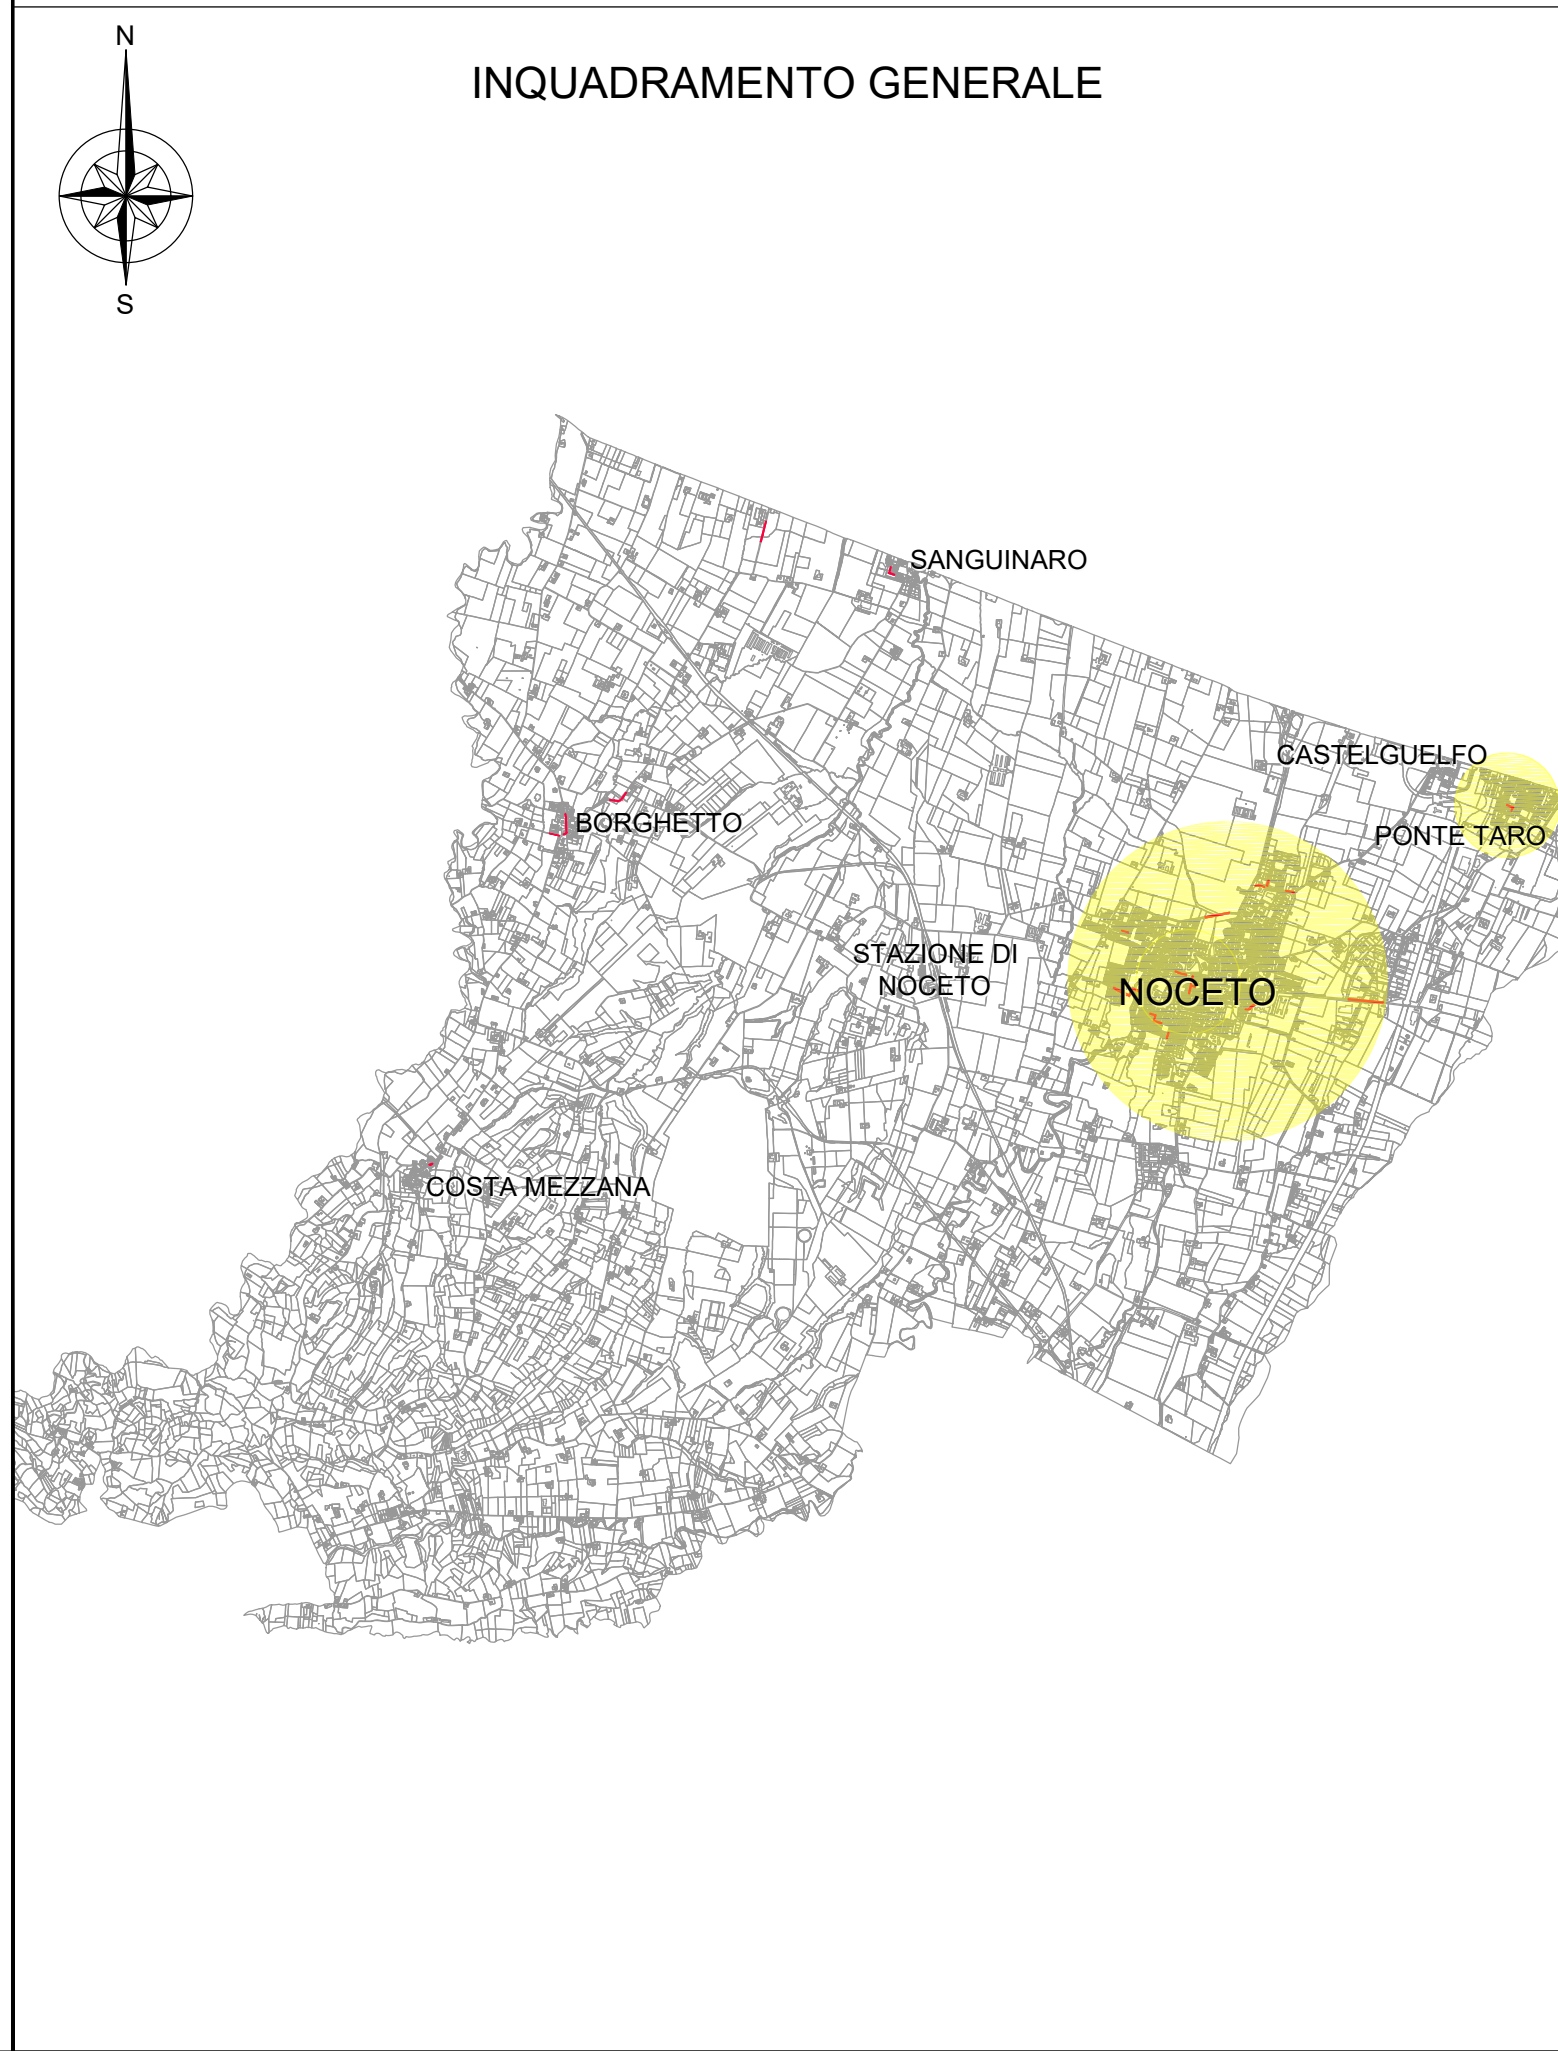 N
INQUADRAMENTO GENERALE
S
SANGUINARO
CASTELGUELFO
BORGHETTO
PONTE TARO
STAZIONE DI
NOCETO
NOCETO
COSTA MEZZANA